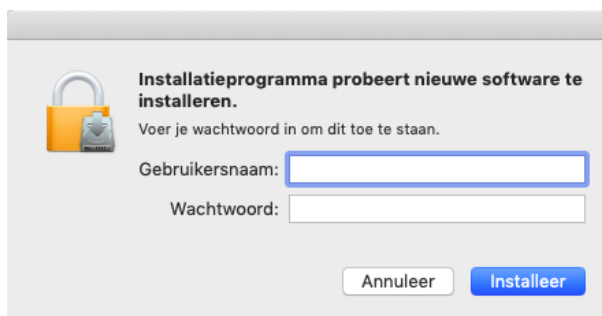 Installatieprogramma probeert nieuwe software te
installeren.
Voer je wachtwoord in om dit toe te staan.
Gebruikersnaam:
Wachtwoord:
Annuleer
Installeer